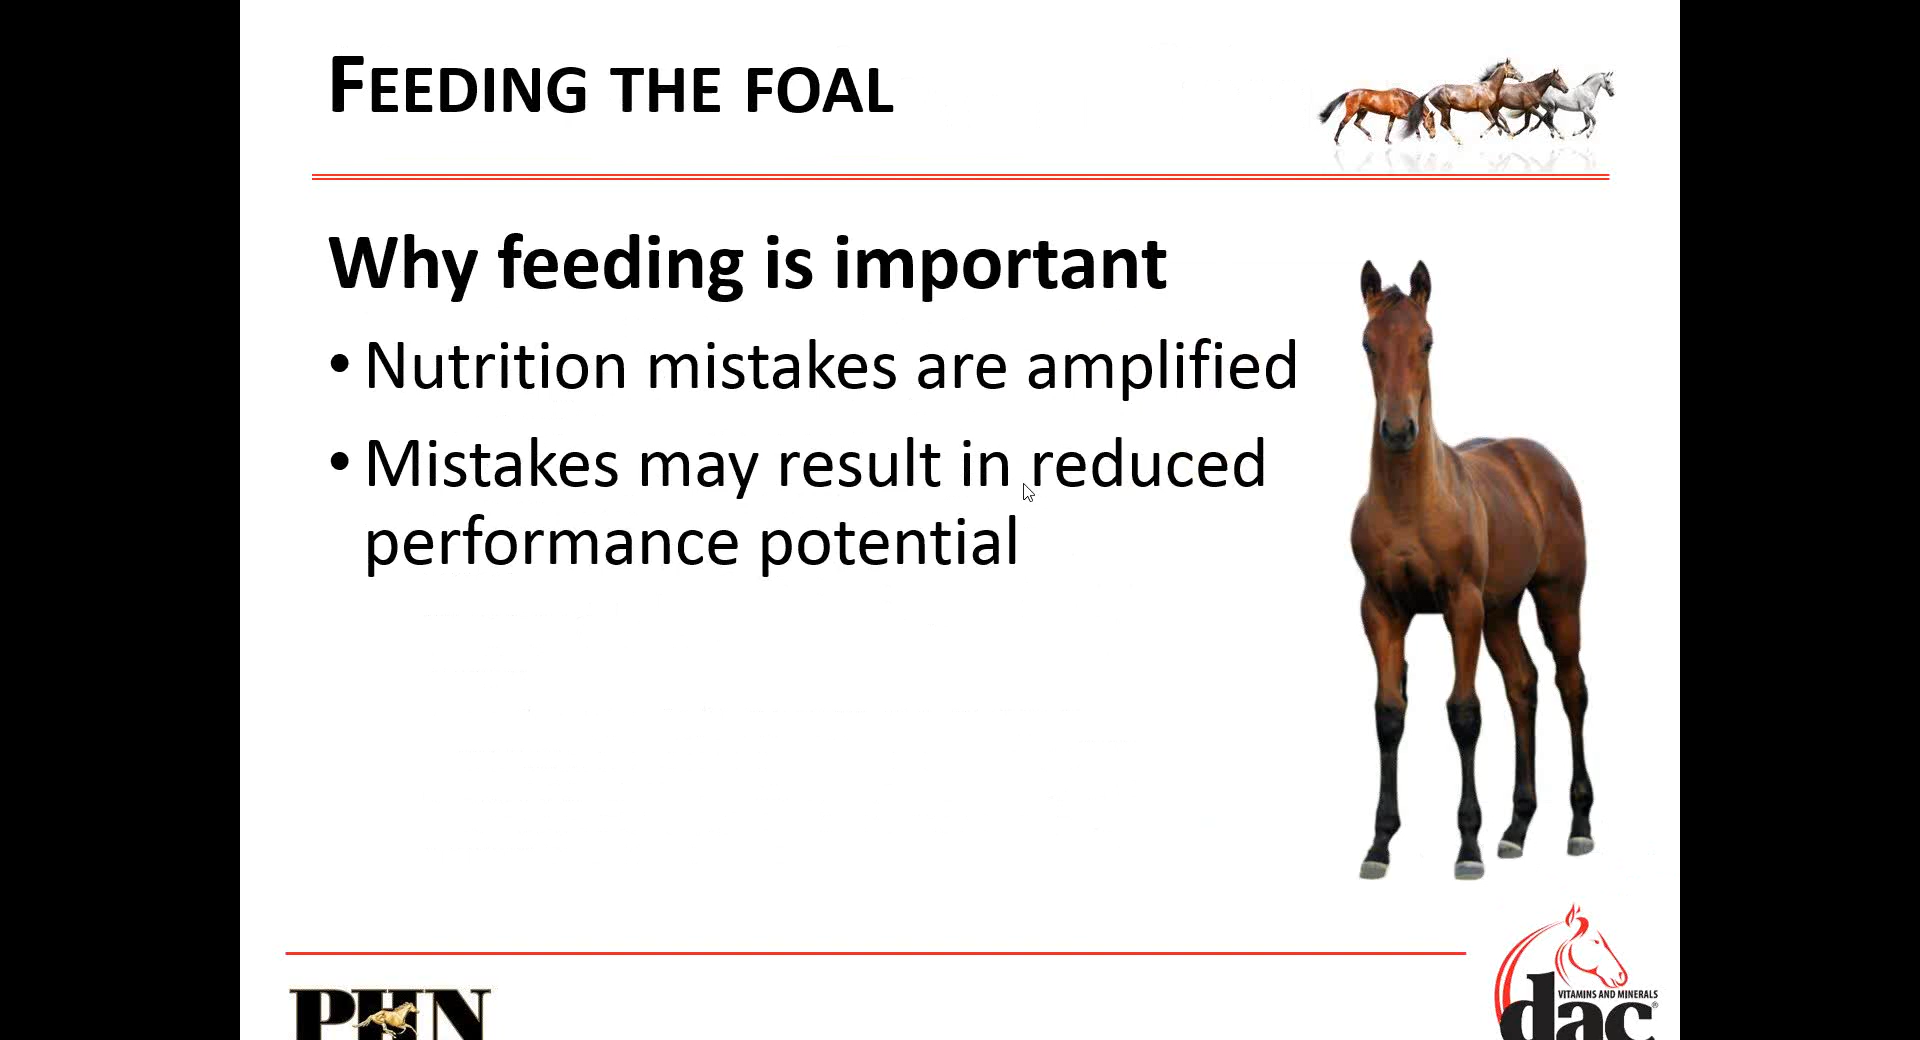 FEEDING THE FOAL
Why feeding is important
• Nutrition mistakes are amplified
• Mistakes may result in reduced
performance potential
PHN
VITAMINS AND MINERALS
dac®